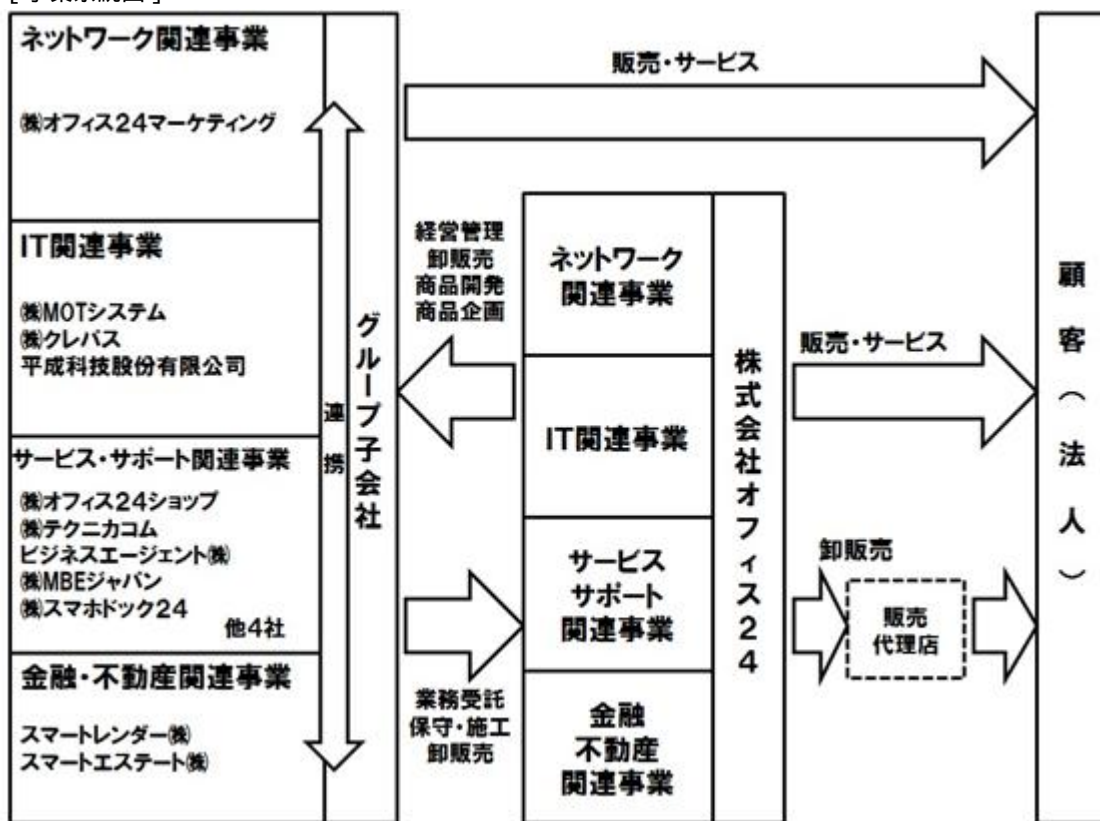 [事業系統図]
ネットワーク関連事業
㈱オフィス24マーケティング
IT関連事業
㈱MOTシステム
㈱クレバス
平成科技股份有限公司
サービス・サポート関連事業
㈱オフィス24ショップ
㈱テクニカコム
ビジネスエージェント㈱
㈱MBEジャパン
㈱スマホドック24
他4社
金融・不動産関連事業
スマートレンダー㈱
スマートエステート㈱
連携
グループ子会社
販売・サービス
経営管理
卸販売
商品開発
商品企画
業務受託
保守・施工
卸販売
ネットワーク
関連事業
IT関連事業
サービス
サポート
関連事業
金融
不動産
関連事業
株式会社オフィス24
販売・サービス
卸販売
販売
代理店
顧客(法人)